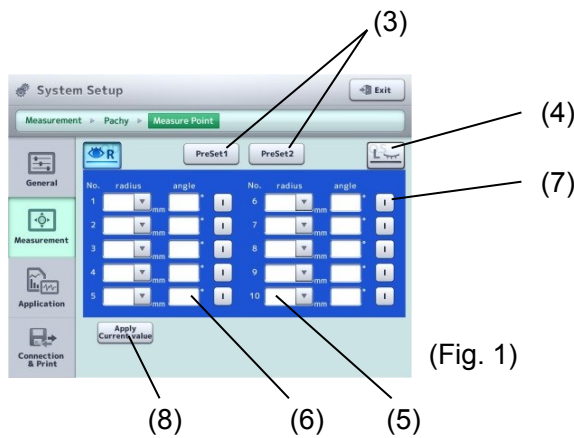 (3)
System Setup
Exit
(4)
Measurement Pachy Measure Point
R PreSet1 PreSet2 L
(7)
General
No. radius angle No. radius angle
1 mm ° I 6 mm ° I
2 mm ° I 7 mm ° I
Measurement
3 mm ° I 8 mm ° I
4 mm ° I 9 mm ° I
Application
5 mm ° I 10 mm ° I
Apply
Current value
Connection
& Print
(Fig. 1)
(8) (6) (5)